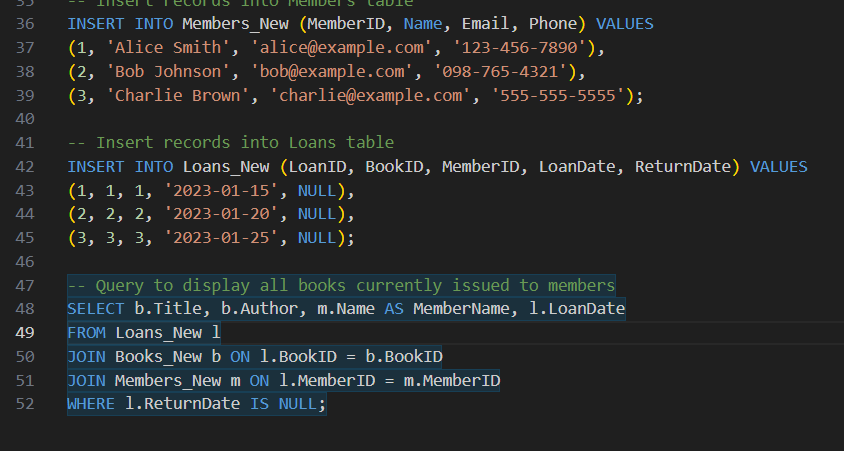 35 -- Insert records into Members table
36 INSERT INTO Members_New (MemberID, Name, Email, Phone) VALUES
37 (1, 'Alice Smith', 'alice@example.com', '123-456-7890'),
38 (2, 'Bob Johnson', 'bob@example.com', '098-765-4321'),
39 (3, 'Charlie Brown', 'charlie@example.com', '555-555-5555');
40
41 -- Insert records into Loans table
42 INSERT INTO Loans_New (LoanID, BookID, MemberID, LoanDate, ReturnDate) VALUES
43 (1, 1, 1, '2023-01-15', NULL),
44 (2, 2, 2, '2023-01-20', NULL),
45 (3, 3, 3, '2023-01-25', NULL);
46
47 -- Query to display all books currently issued to members
48 SELECT b.Title, b.Author, m.Name AS MemberName, l.LoanDate
49 FROM Loans_New l
50 JOIN Books_New b ON l.BookID = b.BookID
51 JOIN Members_New m ON l.MemberID = m.MemberID
52 WHERE l.ReturnDate IS NULL;